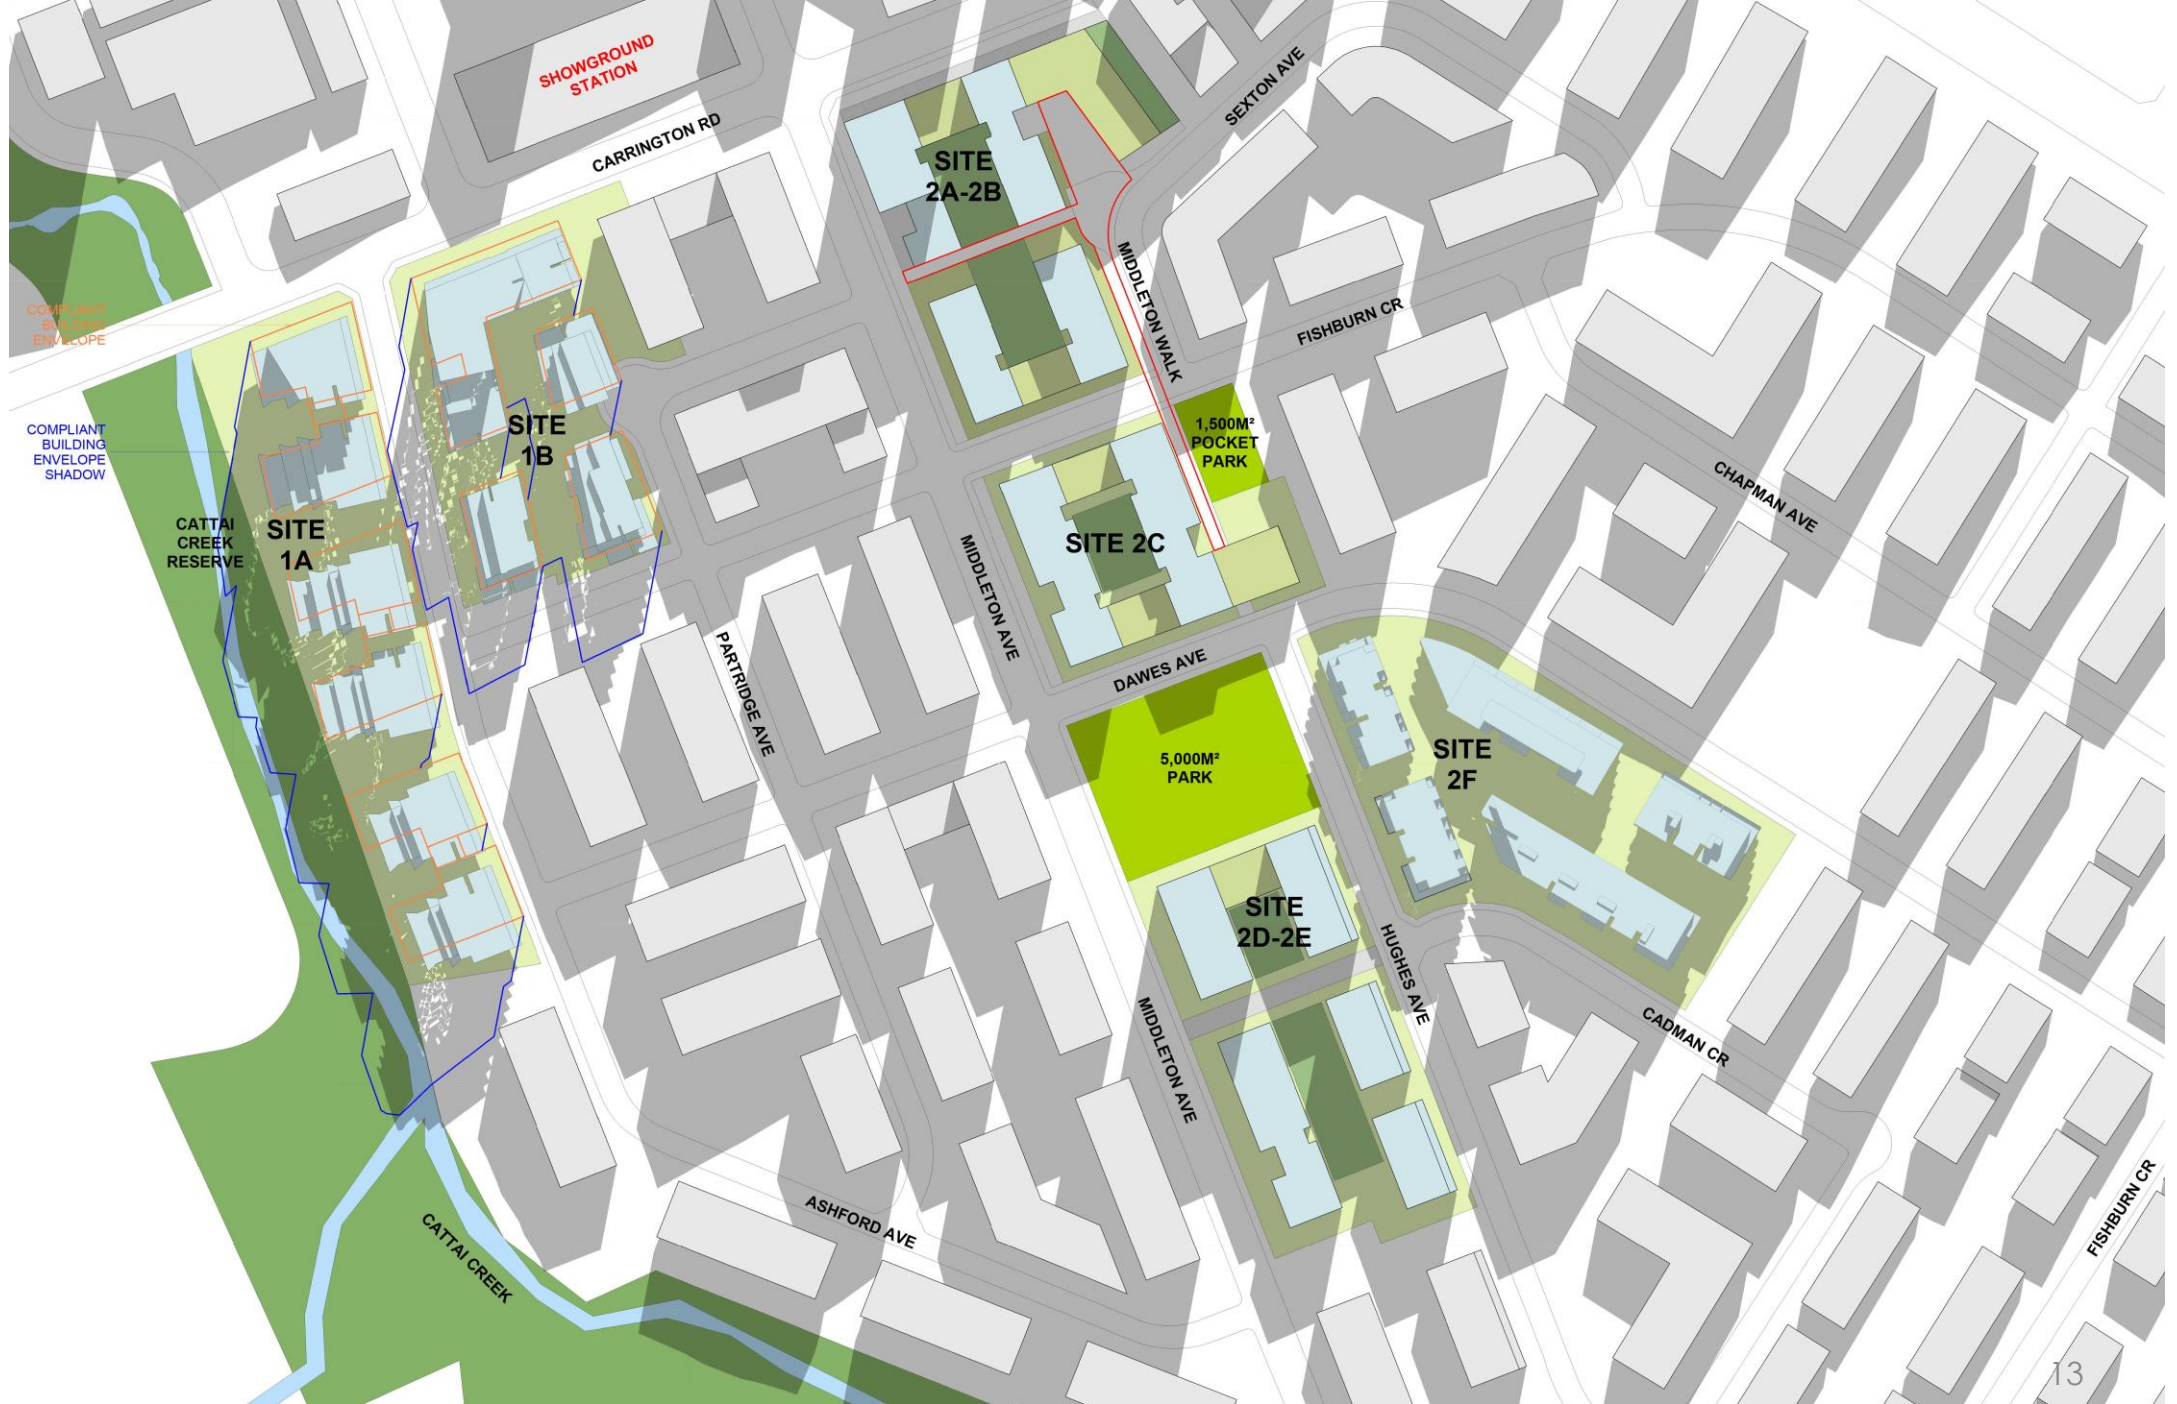 SHOWGROUND
STATION
CARRINGTON RD
SEXTON AVE
SITE
2A-2B
MIDDLETON WALK
FISHBURN CR
COMPLIANT
BUILDING
ENVELOPE
COMPLIANT
BUILDING
ENVELOPE
SHADOW
SITE
1B
1,500M²
POCKET
PARK
CHAPMAN AVE
CATTAI
CREEK
RESERVE
SITE
1A
SITE 2C
MIDDLETON AVE
PARTRIDGE AVE
DAWES AVE
5,000M²
PARK
SITE
2F
SITE
2D-2E
HUGHES AVE
MIDDLETON AVE
CADMAN CR
ASHFORD AVE
CATTAI CREEK
FISHBURN CR
13